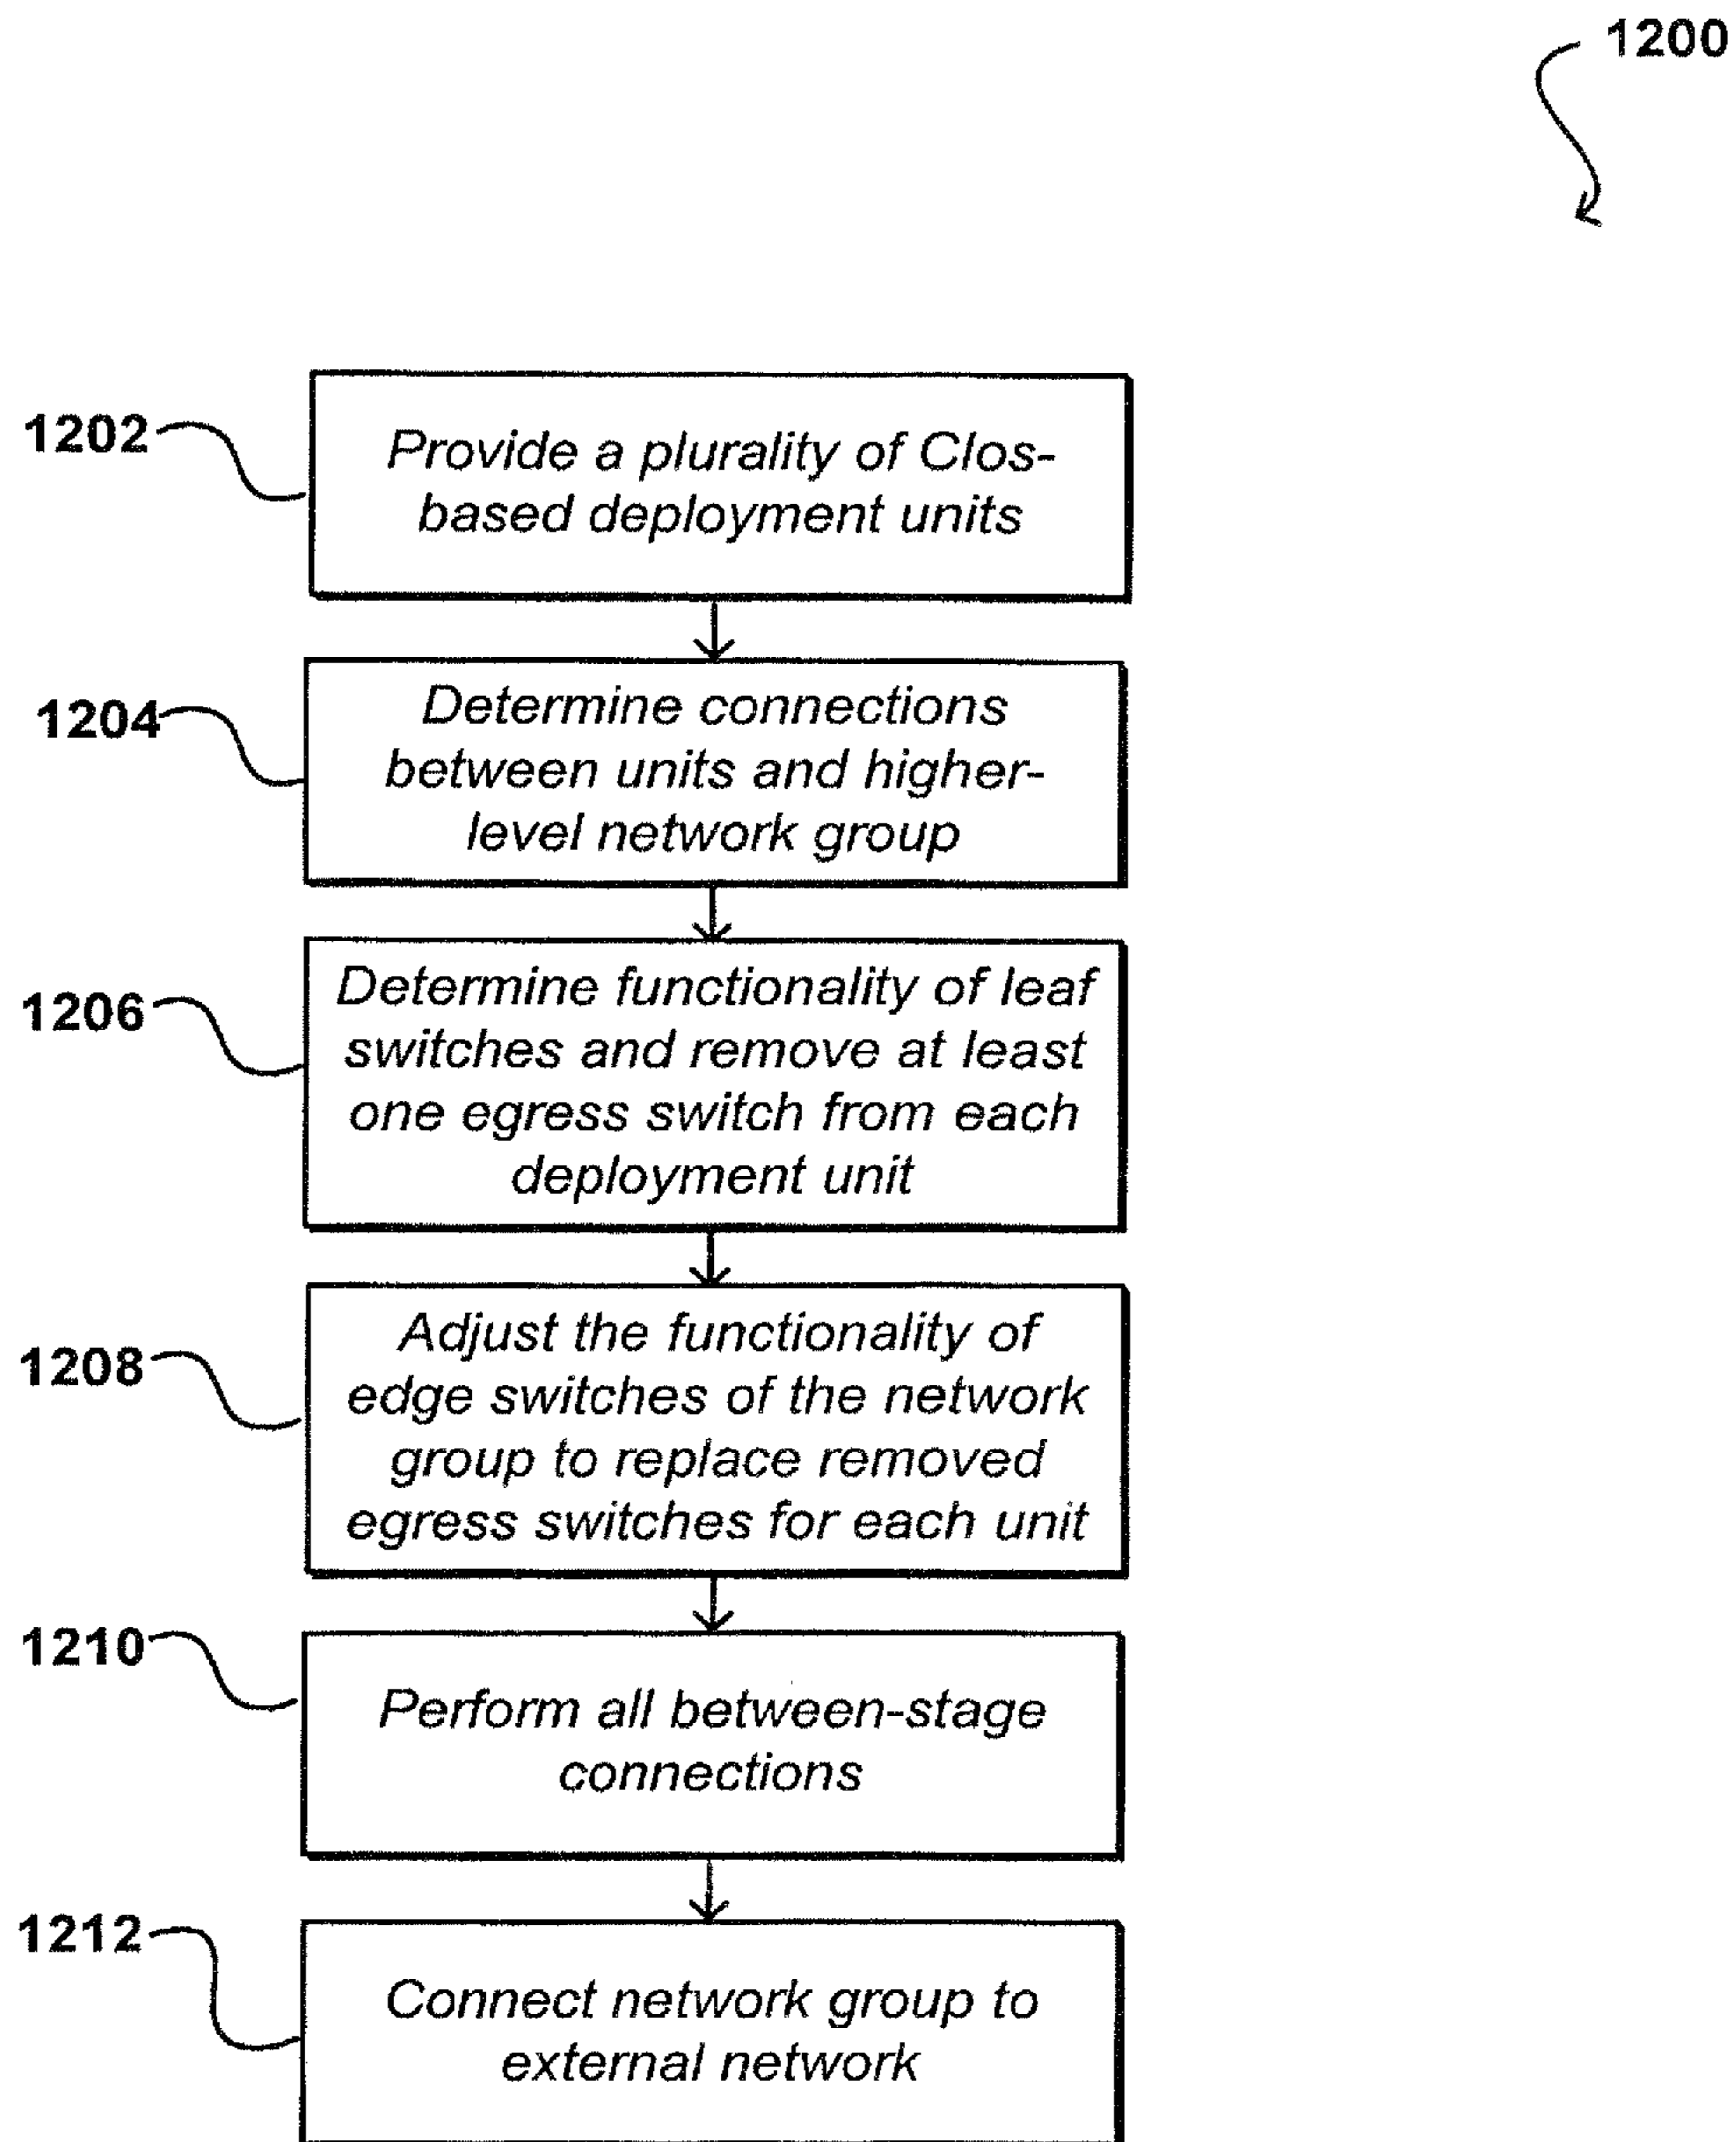 1200
1202
Provide a plurality of Clos-
based deployment units
1204
Determine connections
between units and higher-
level network group
1206
Determine functionality of leaf
switches and remove at least
one egress switch from each
deployment unit
1208
Adjust the functionality of
edge switches of the network
group to replace removed
egress switches for each unit
1210
Perform all between-stage
connections
1212
Connect network group to
external network